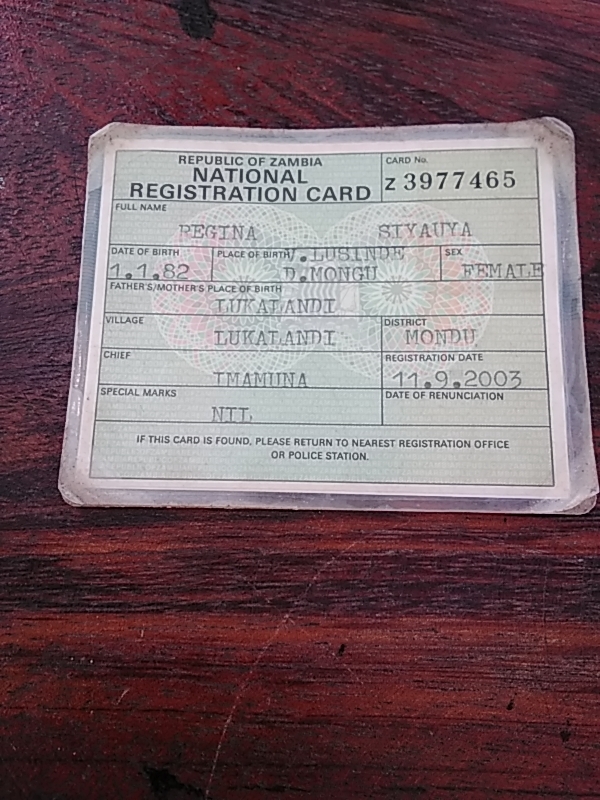 REPUBLIC OF ZAMBIA
NATIONAL
REGISTRATION CARD
CARD No.
Z 3977465
FULL NAME
REGINA SIYAUYA
DATE OF BIRTH
1.1.82
PLACE OF BIRTH
V.LUSINDE
D.MONGU
SEX
FEMALE
FATHER'S/MOTHER'S PLACE OF BIRTH
LUKALANDI
VILLAGE
LUKALANDI
DISTRICT
MONDU
CHIEF
IMAMUNA
REGISTRATION DATE
11.9.2003
SPECIAL MARKS
NIL
DATE OF RENUNCIATION
IF THIS CARD IS FOUND, PLEASE RETURN TO NEAREST REGISTRATION OFFICE
OR POLICE STATION.